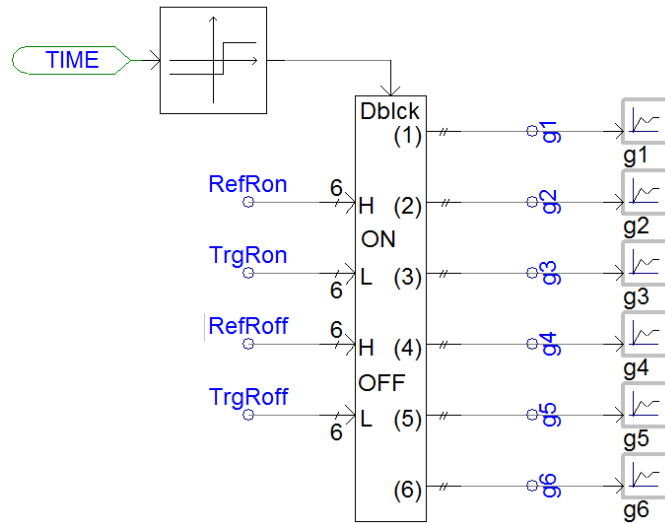 TIME
Dblck
(1)
g1
g1
RefRon
6
H
(2)
g2
g2
ON
TrgRon
6
L
(3)
g3
g3
RefRoff
6
H
(4)
g4
g4
OFF
TrgRoff
6
L
(5)
g5
g5
(6)
g6
g6